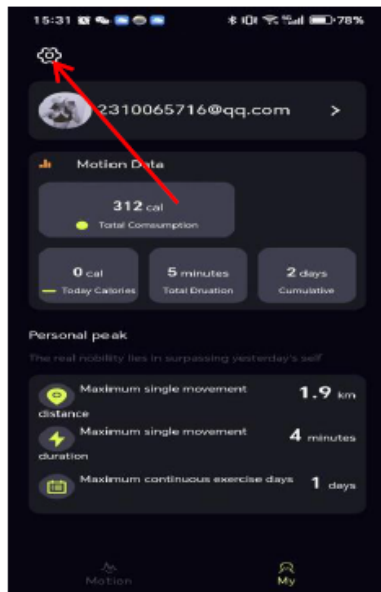 15:31 78%
2310065716@qq.com >
Motion Data
312 cal
Total Comsumption
0 cal 5 minutes 2 days
Today Calories Total Druation Cumulative
Personal peak
The real nobility lies in surpassing yesterday's self
Maximum single movement 1.9 km
distance
Maximum single movement 4 minutes
duration
Maximum continuous exercise days 1 days
Motion My